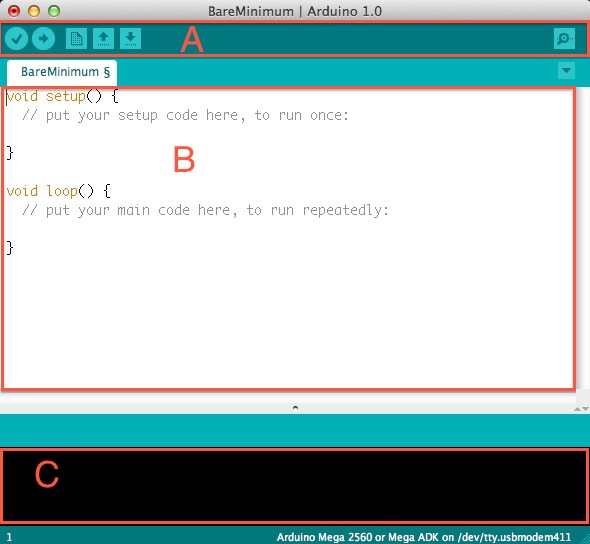 BareMinimum | Arduino 1.0
A
BareMinimum §
void setup() {
// put your setup code here, to run once:
}
B
void loop() {
// put your main code here, to run repeatedly:
}
C
1
Arduino Mega 2560 or Mega ADK on /dev/tty.usbmodem411